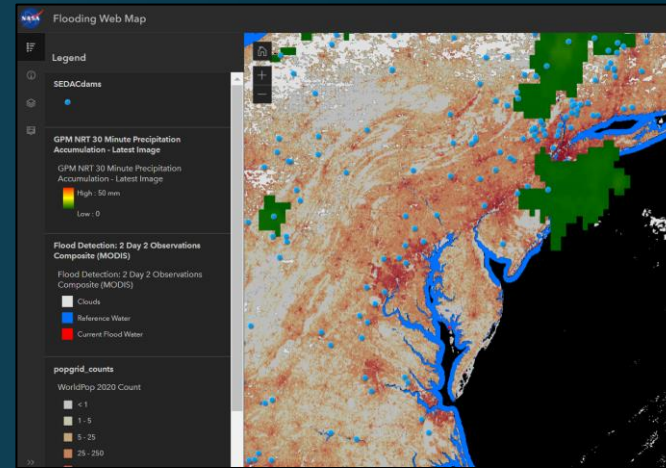 NASA
Flooding Web Map
Legend
SEDACdams
GPM NRT 30 Minute Precipitation
Accumulation - Latest Image
GPM NRT 30 Minute Precipitation
Accumulation - Latest Image
High : 50 mm
Low : 0
Flood Detection: 2 Day 2 Observations
Composite (MODIS)
Flood Detection: 2 Day 2 Observations
Composite (MODIS)
Clouds
Reference Water
Current Flood Water
popgrid_counts
WorldPop 2020 Count
< 1
1 - 5
5 - 25
25 - 250